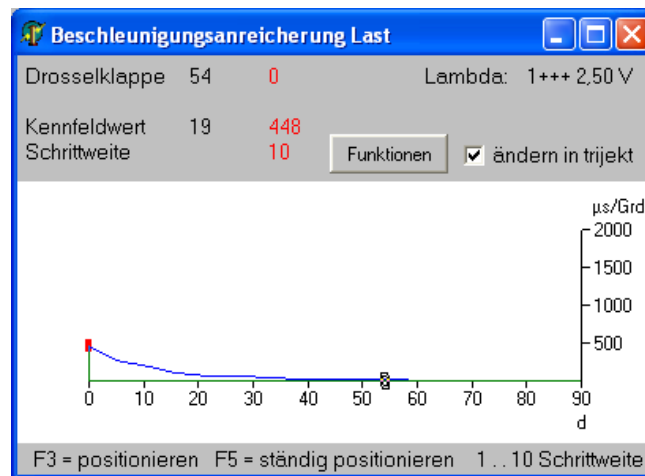 Beschleunigungsanreicherung Last
Drosselklappe 54 0 Lambda: 1+++ 2,50 V
Kennfeldwert 19 448
Schrittweite 10 Funktionen ändern in trijekt
µs/Grd
2000
1500
1000
500
0 10 20 30 40 50 60 70 80 90
d
F3 = positionieren F5 = ständig positionieren 1 . . 10 Schrittweite